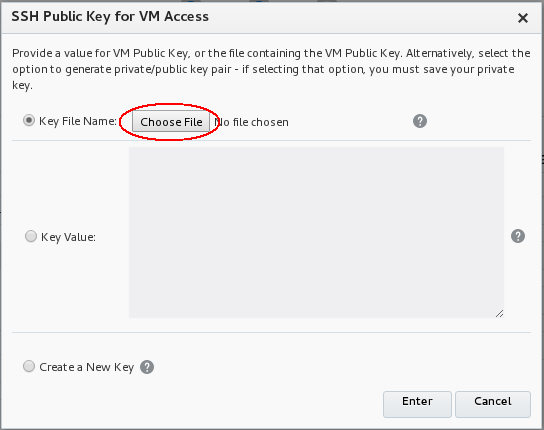 SSH Public Key for VM Access
Provide a value for VM Public Key, or the file containing the VM Public Key. Alternatively, select the
option to generate private/public key pair - if selecting that option, you must save your private
key.
Key File Name: Choose File No file chosen
Key Value:
Create a New Key
Enter Cancel